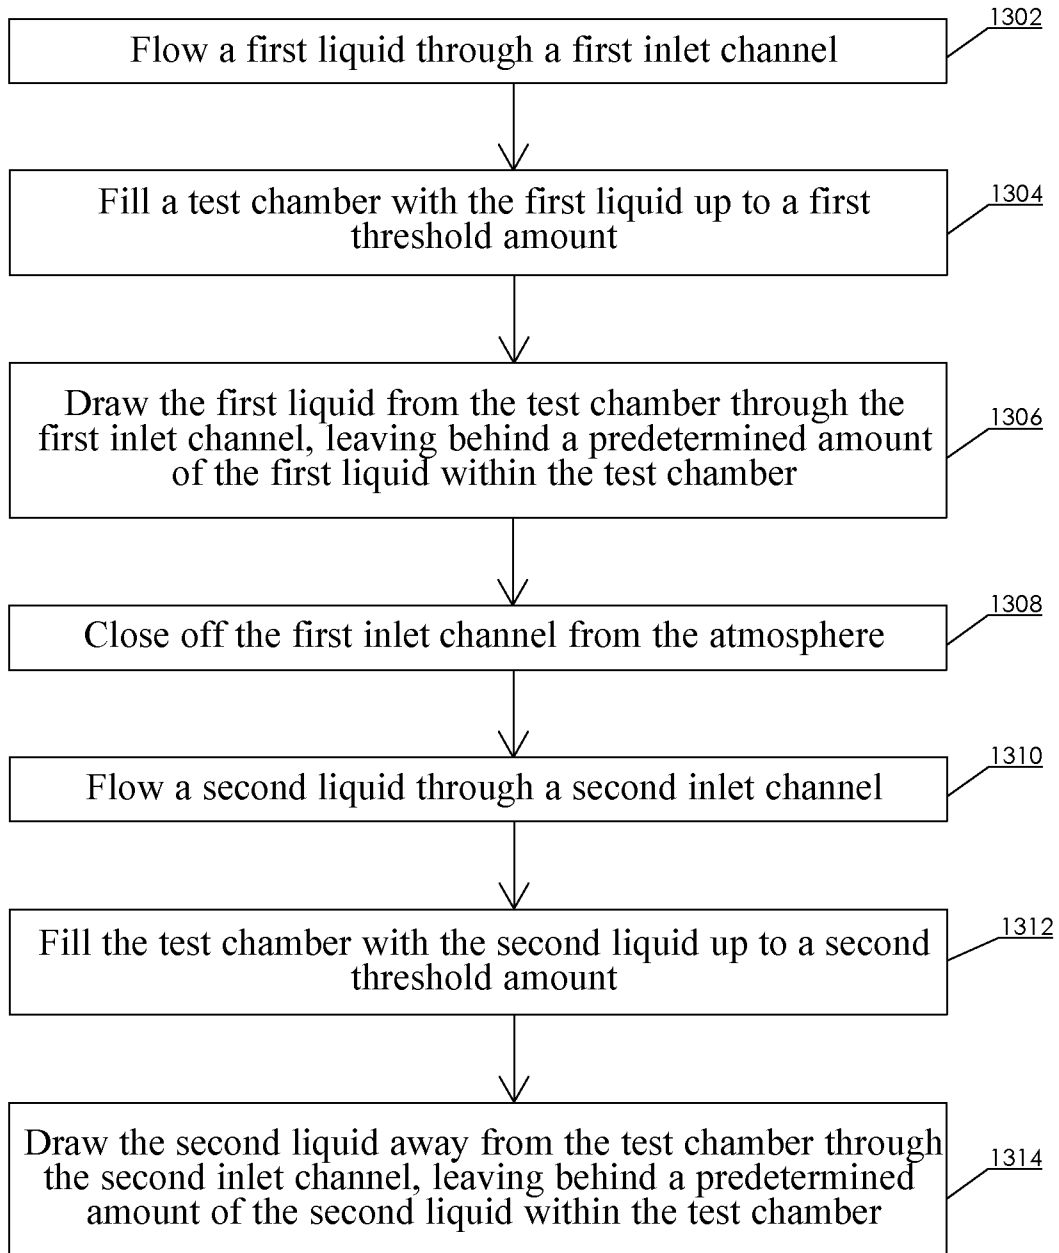 1302
Flow a first liquid through a first inlet channel
1304
Fill a test chamber with the first liquid up to a first
threshold amount
1306
Draw the first liquid from the test chamber through the
first inlet channel, leaving behind a predetermined amount
of the first liquid within the test chamber
1308
Close off the first inlet channel from the atmosphere
1310
Flow a second liquid through a second inlet channel
1312
Fill the test chamber with the second liquid up to a second
threshold amount
1314
Draw the second liquid away from the test chamber through
the second inlet channel, leaving behind a predetermined
amount of the second liquid within the test chamber